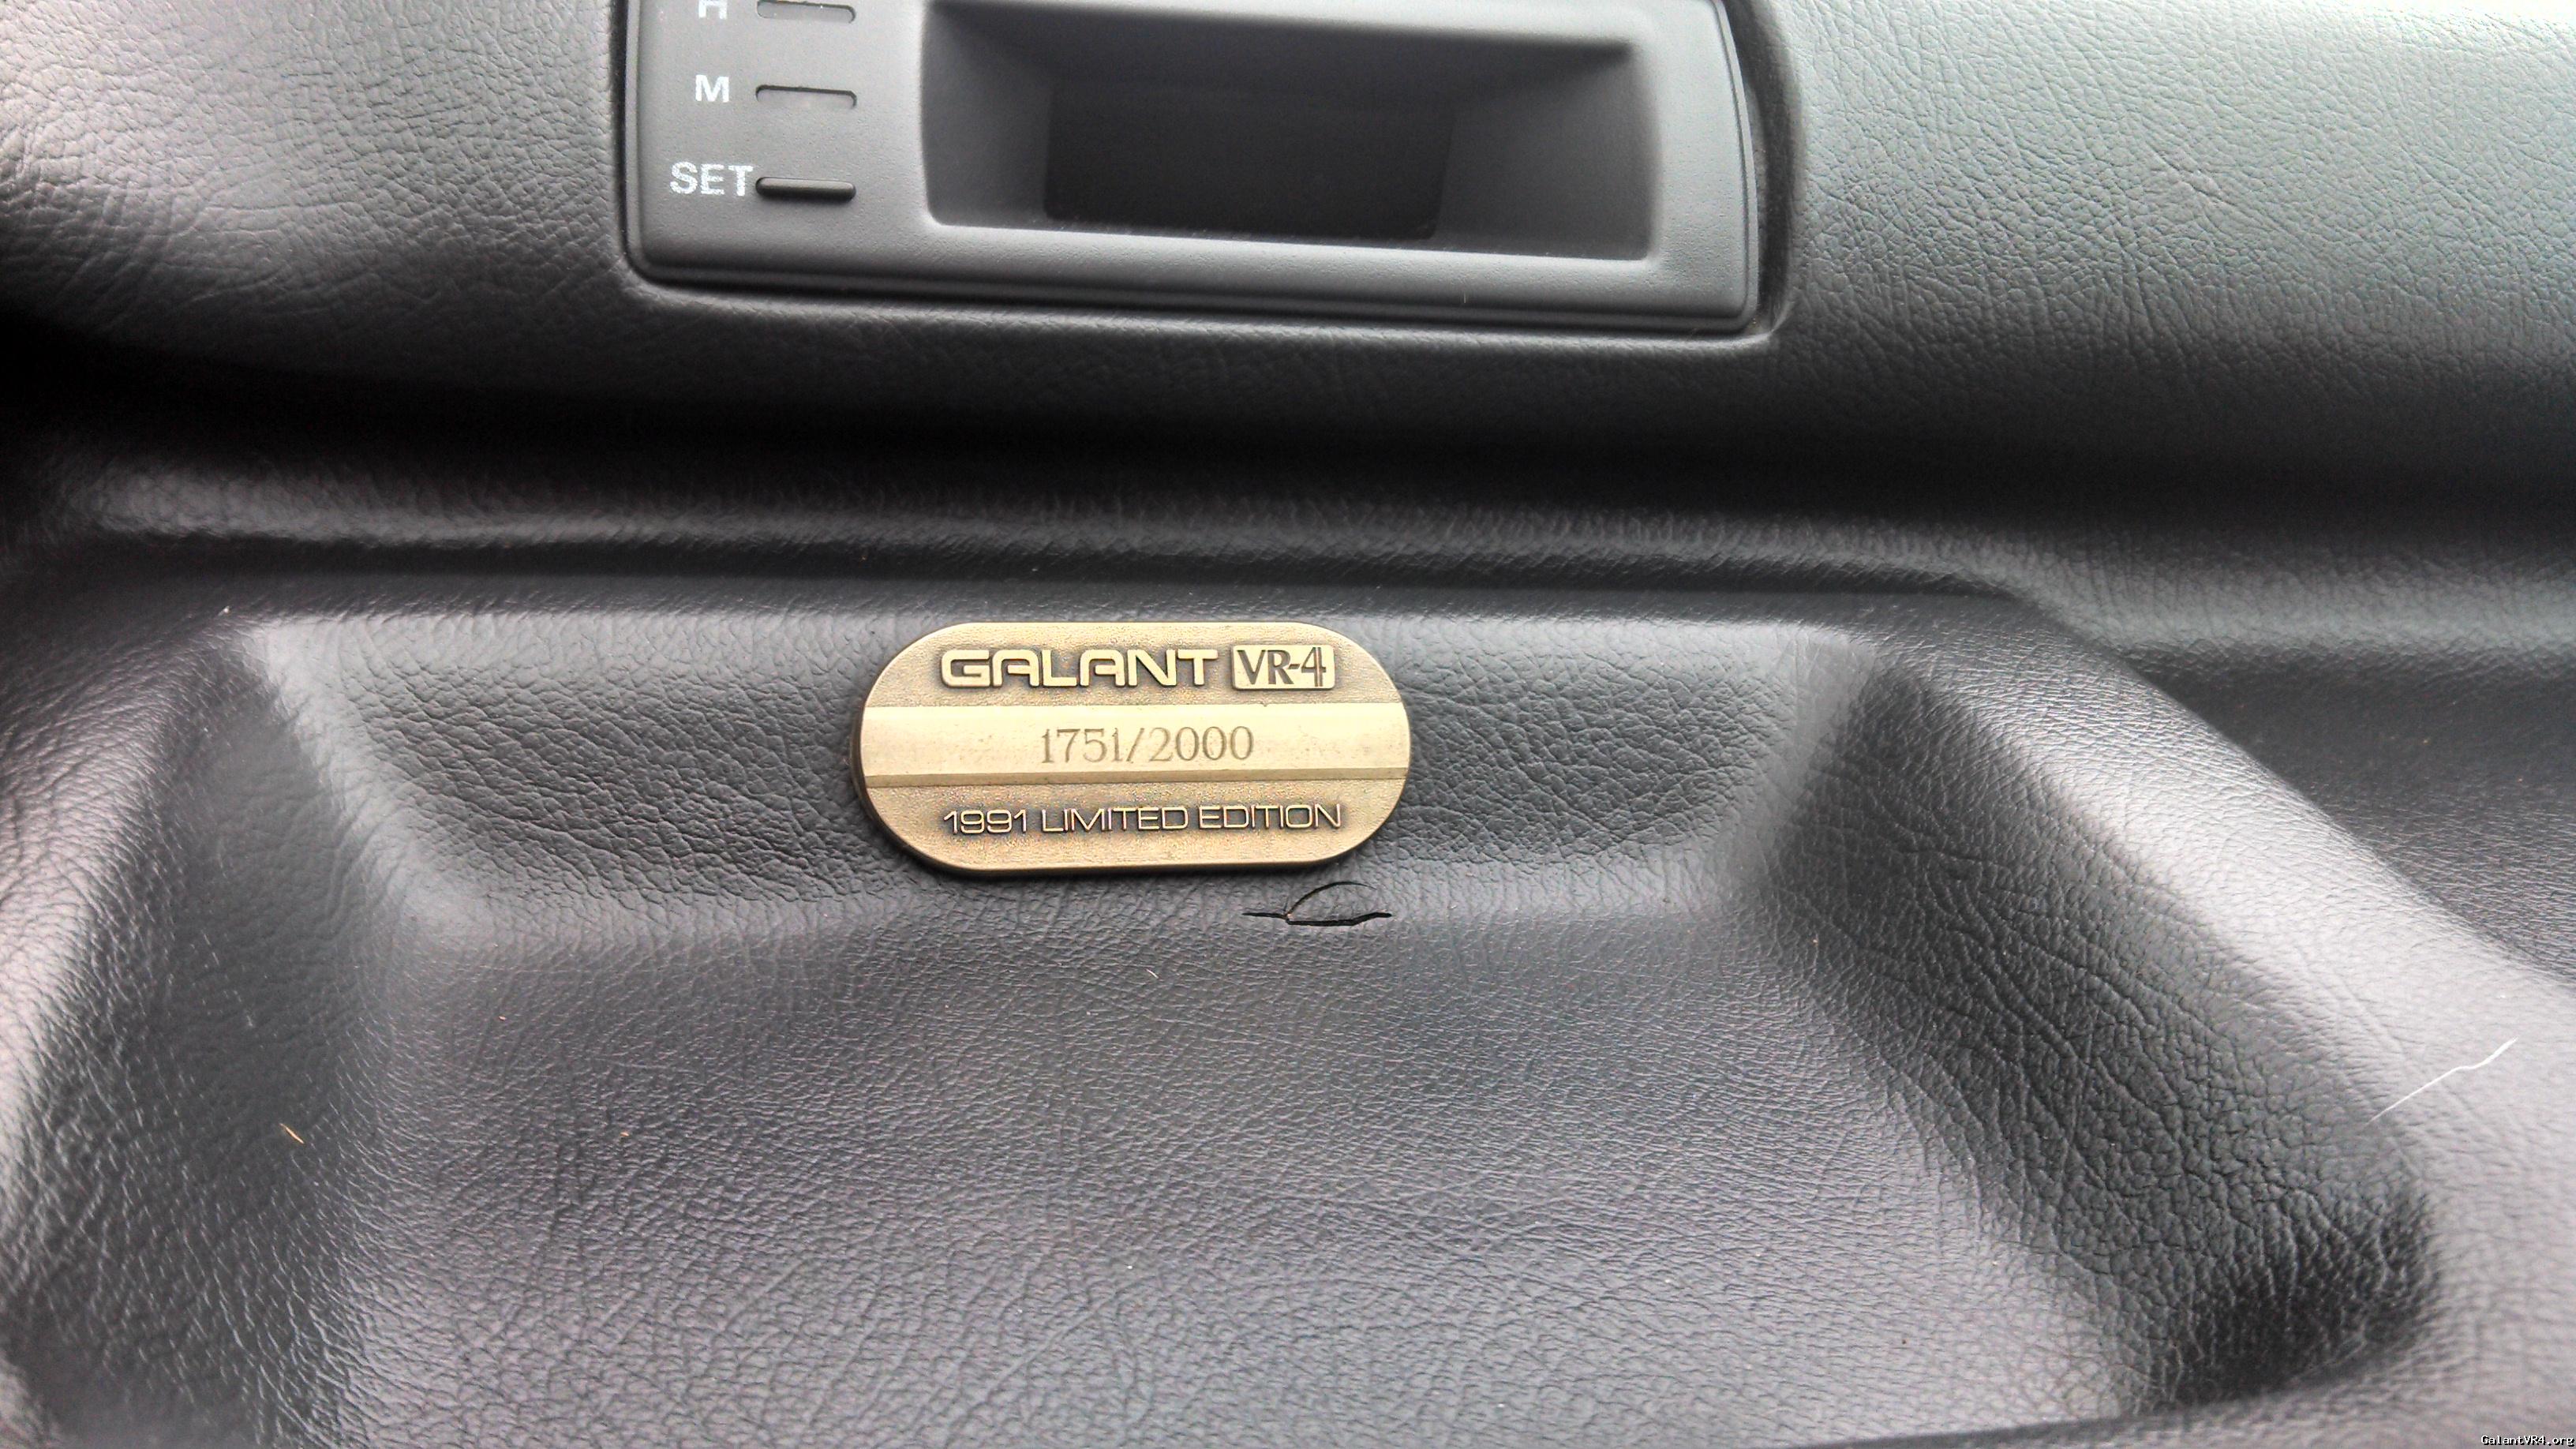 H
M
SET
GALANT VR-4
1751/2000
1991 LIMITED EDITION
GalantVR4.org